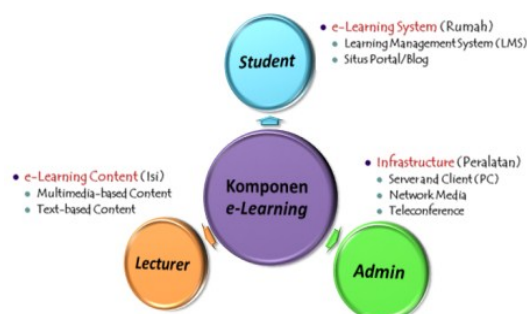 e-Learning System (Rumah)
Learning Management System (LMS)
Situs Portal/Blog
Student
e-Learning Content (Isi)
Multimedia-based Content
Text-based Content
Komponen
e-Learning
Infrastructure (Peralatan)
Server and Client (PC)
Network Media
Teleconference
Lecturer
Admin